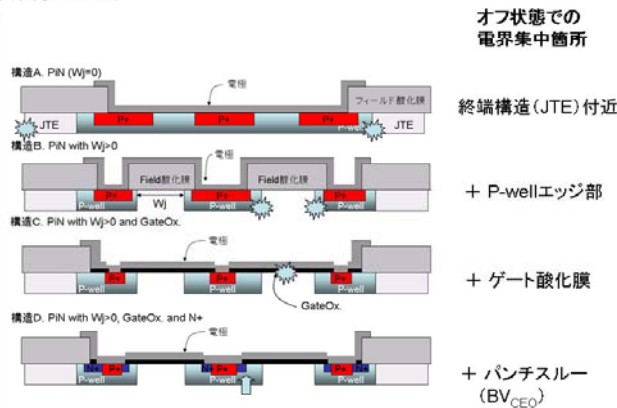 オフ状態での
電界集中箇所
構造A. PiN (Wj=0)
電極
フィールド酸化膜
P+ P+ P+
JTE P-well JTE
終端構造(JTE)付近
構造B. PiN with Wj>0
電極
Field酸化膜 Field酸化膜
P+ P+ P+
P-well Wj P-well P-well
+ P-wellエッジ部
構造C. PiN with Wj>0 and GateOx.
電極
P+ P+ P+
P-well P-well P-well
GateOx.
+ ゲート酸化膜
構造D. PiN with Wj>0, GateOx. and N+
電極
N+ P+ N+ P+ P+ N+
P-well P-well P-well
+ パンチスルー
(BVCEO)